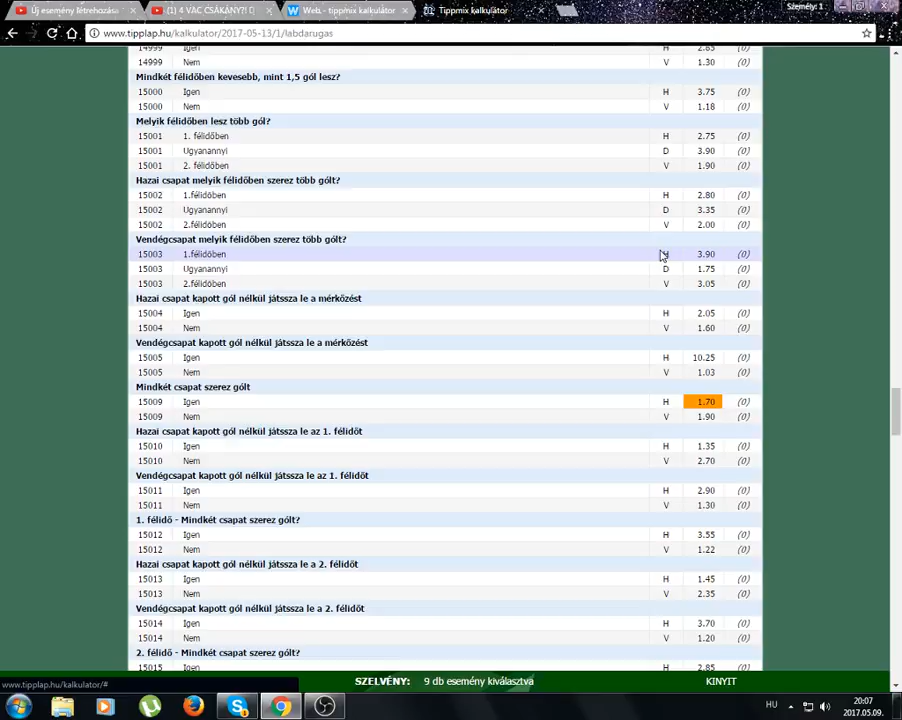 Új esemény létrehozása
(1) 4 VAC CSÁKÁNY?! D
Web, - tippmix kalkulátor
Tippmix kalkulátor
Személy: 1
www.tipplap.hu/kalkulator/2017-05-13/1/labdarugas
14999 Igen H 2.85 (0)
14999 Nem V 1.30 (0)
Mindkét félidőben kevesebb, mint 1,5 gól lesz?
15000 Igen H 3.75 (0)
15000 Nem V 1.18 (0)
Melyik félidőben lesz több gól?
15001 1. félidőben H 2.75 (0)
15001 Ugyanannyi D 3.90 (0)
15001 2. félidőben V 1.90 (0)
Hazai csapat melyik félidőben szerez több gólt?
15002 1.félidőben H 2.80 (0)
15002 Ugyanannyi D 3.35 (0)
15002 2.félidőben V 2.00 (0)
Vendégcsapat melyik félidőben szerez több gólt?
15003 1.félidőben H 3.90 (0)
15003 Ugyanannyi D 1.75 (0)
15003 2.félidőben V 3.05 (0)
Hazai csapat kapott gól nélkül játssza le a mérkőzést
15004 Igen H 2.05 (0)
15004 Nem V 1.60 (0)
Vendégcsapat kapott gól nélkül játssza le a mérkőzést
15005 Igen H 10.25 (0)
15005 Nem V 1.03 (0)
Mindkét csapat szerez gólt
15009 Igen H 1.70 (0)
15009 Nem V 1.90 (0)
Hazai csapat kapott gól nélkül játssza le az 1. félidőt
15010 Igen H 1.35 (0)
15010 Nem V 2.70 (0)
Vendégcsapat kapott gól nélkül játssza le az 1. félidőt
15011 Igen H 2.90 (0)
15011 Nem V 1.30 (0)
1. félidő - Mindkét csapat szerez gólt?
15012 Igen H 3.55 (0)
15012 Nem V 1.22 (0)
Hazai csapat kapott gól nélkül játssza le a 2. félidőt
15013 Igen H 1.45 (0)
15013 Nem V 2.35 (0)
Vendégcsapat kapott gól nélkül játssza le a 2. félidőt
15014 Igen H 3.70 (0)
15014 Nem V 1.20 (0)
2. félidő - Mindkét csapat szerez gólt?
15015 Igen H 2.85 (0)
SZELVÉNY: 9 db esemény kiválasztva KINYIT
www.tipplap.hu/kalkulator/#
HU
20:07
2017.05.09.